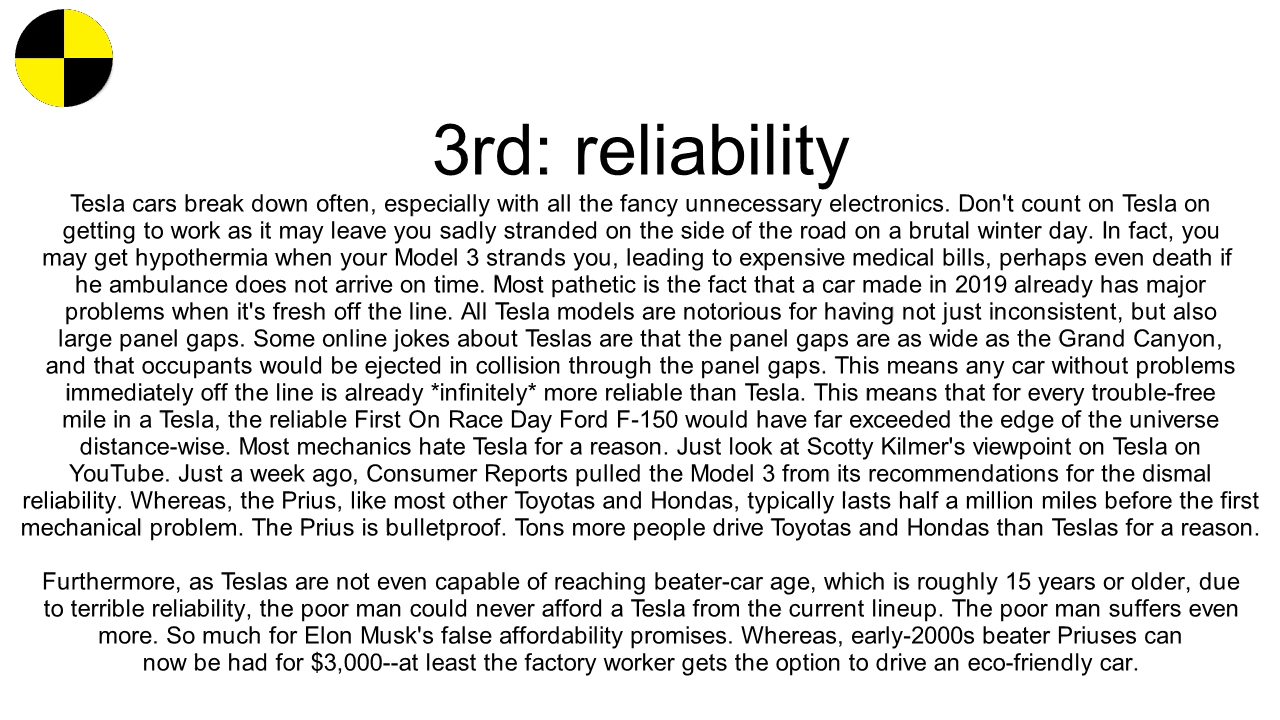 3rd: reliability
Tesla cars break down often, especially with all the fancy unnecessary electronics. Don't count on Tesla on
getting to work as it may leave you sadly stranded on the side of the road on a brutal winter day. In fact, you
may get hypothermia when your Model 3 strands you, leading to expensive medical bills, perhaps even death if
he ambulance does not arrive on time. Most pathetic is the fact that a car made in 2019 already has major
problems when it's fresh off the line. All Tesla models are notorious for having not just inconsistent, but also
large panel gaps. Some online jokes about Teslas are that the panel gaps are as wide as the Grand Canyon,
and that occupants would be ejected in collision through the panel gaps. This means any car without problems
immediately off the line is already *infinitely* more reliable than Tesla. This means that for every trouble-free
mile in a Tesla, the reliable First On Race Day Ford F-150 would have far exceeded the edge of the universe
distance-wise. Most mechanics hate Tesla for a reason. Just look at Scotty Kilmer's viewpoint on Tesla on
YouTube. Just a week ago, Consumer Reports pulled the Model 3 from its recommendations for the dismal
reliability. Whereas, the Prius, like most other Toyotas and Hondas, typically lasts half a million miles before the first
mechanical problem. The Prius is bulletproof. Tons more people drive Toyotas and Hondas than Teslas for a reason.
Furthermore, as Teslas are not even capable of reaching beater-car age, which is roughly 15 years or older, due
to terrible reliability, the poor man could never afford a Tesla from the current lineup. The poor man suffers even
more. So much for Elon Musk's false affordability promises. Whereas, early-2000s beater Priuses can
now be had for $3,000--at least the factory worker gets the option to drive an eco-friendly car.